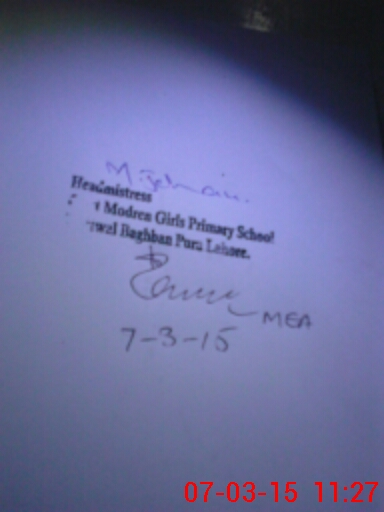 Headmistress
Modren Girls Primary School
Baghban Pura Lahore.
MEA
7-3-15
07-03-15 11:27